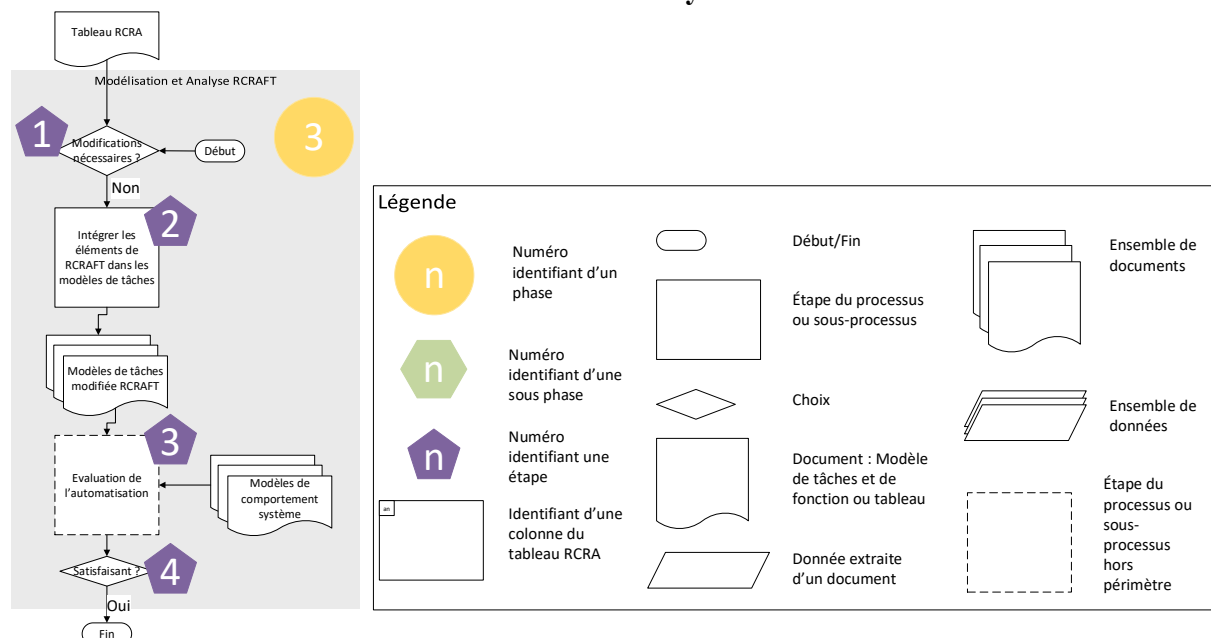 Tableau RCRA
Modélisation et Analyse RCRAFT
1
3
Modifications
nécessaires ?
Début
Non
2
Intégrer les
éléments de
RCRAFT dans les
modèles de tâches
Modèles de tâches
modifiée RCRAFT
3
Evaluation de
l'automatisation
Modèles de
comportement
système
Satisfaisant ?
4
Oui
Fin
Légende
n
Numéro
identifiant d'un
phase
n
Numéro
identifiant d'une
sous phase
n
Numéro
identifiant une
étape
an
Identifiant d'une
colonne du
tableau RCRA
Début/Fin
Étape du processus
ou sous-processus
Choix
Document : Modèle
de tâches et de
fonction ou tableau
Donnée extraite
d'un document
Ensemble de
documents
Ensemble de
données
Étape du
processus ou
sous-
processus
hors
périmètre